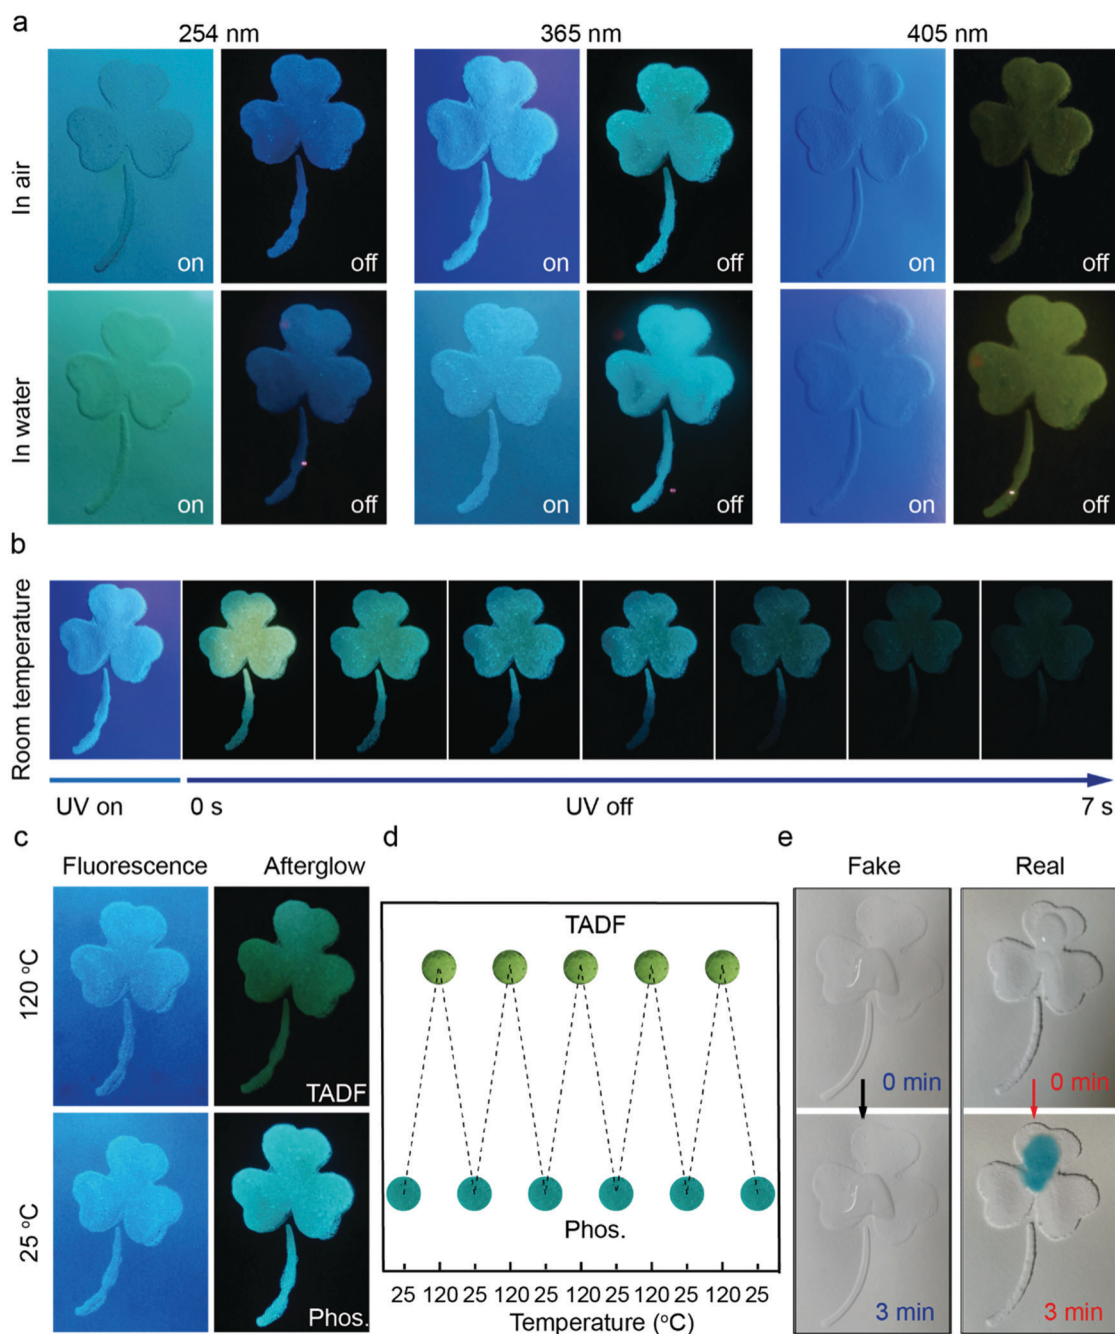 a
254 nm 365 nm 405 nm
In air
on off on off on off
In water
on off on off on off
b
Room temperature
UV on 0 s UV off 7 s
c
Fluorescence Afterglow
120 °C
TADF
25 °C
Phos.
d
TADF
Phos.
25 120 25 120 25 120 25 120 25 120 25
Temperature (°C)
e
Fake Real
0 min 0 min
3 min 3 min